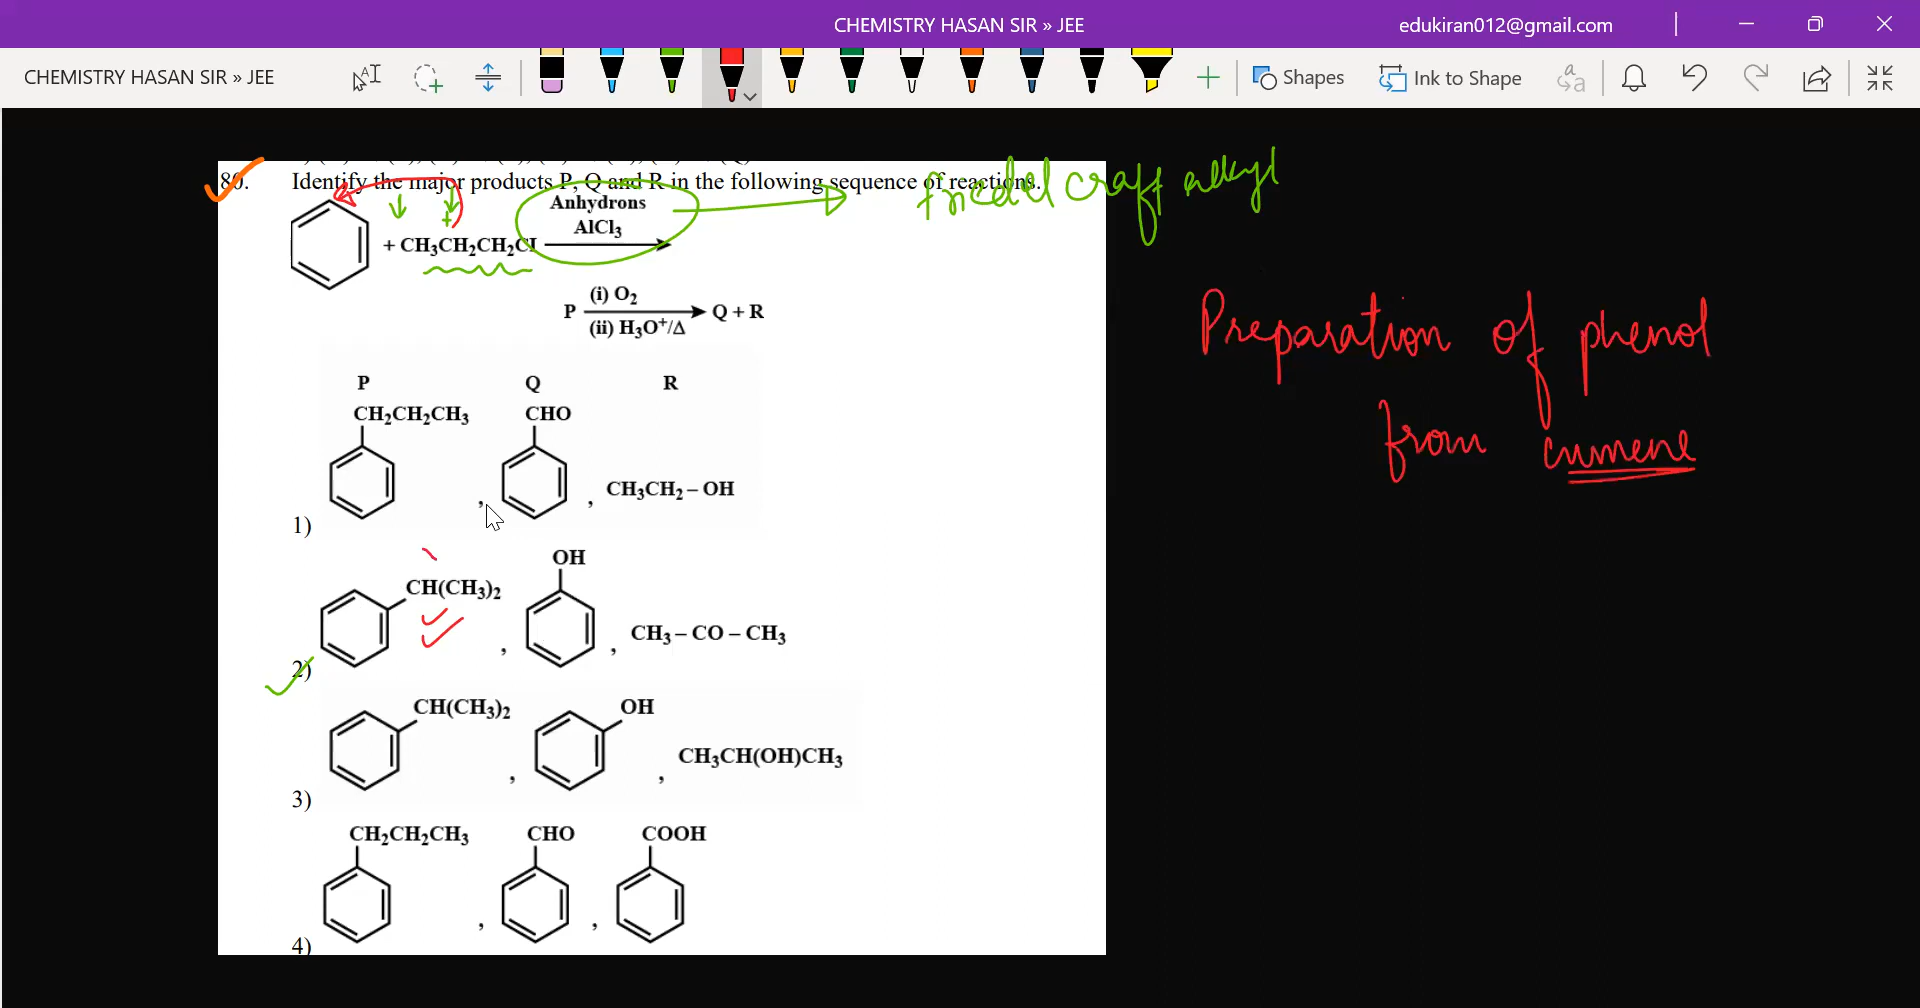 CHEMISTRY HASAN SIR » JEE
edukiran012@gmail.com
CHEMISTRY HASAN SIR » JEE
Shapes
Ink to Shape
80. Identify the major products P, Q and R in the following sequence of reactions.
friedel craff alkyl
Anhydrons
AlCl3
+ CH3CH2CH2Cl
+
Preparation of phenol
from cumene
(i) O2
P Q + R
(ii) H3O+/Δ
P Q R
CH2CH2CH3 CHO
, , CH3CH2 – OH
1)
OH
CH(CH3)2
, , CH3 – CO – CH3
2)
CH(CH3)2 OH
, , CH3CH(OH)CH3
3)
CH2CH2CH3 CHO COOH
, ,
4)